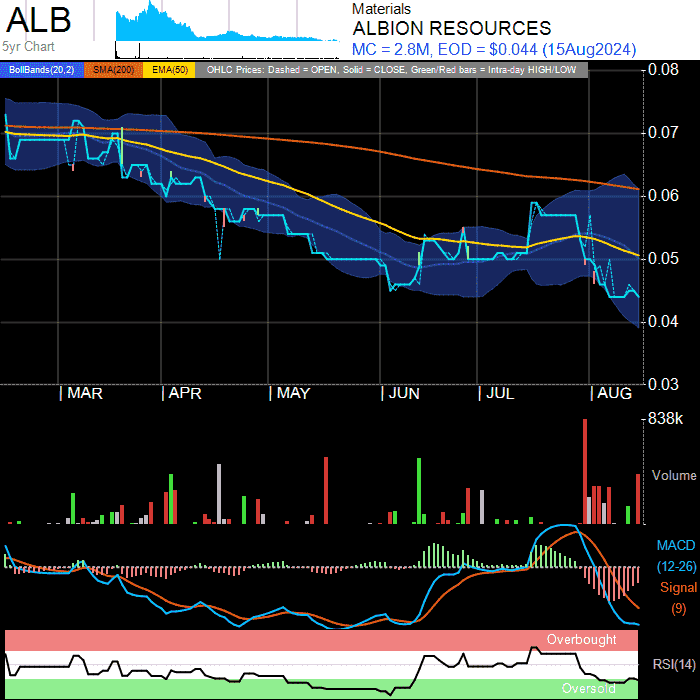 ALB
5yr Chart
Materials
ALBION RESOURCES
MC = 2.8M, EOD = $0.044 (15Aug2024)
BollBands(20,2) SMA(200) EMA(50) OHLC Prices: Dashed = OPEN, Solid = CLOSE, Green/Red bars = Intra-day HIGH/LOW
0.08
0.07
0.06
0.05
0.04
0.03
| MAR | APR | MAY | JUN | JUL | AUG
838k
Volume
MACD
(12-26)
Signal
(9)
Overbought
RSI(14)
Oversold